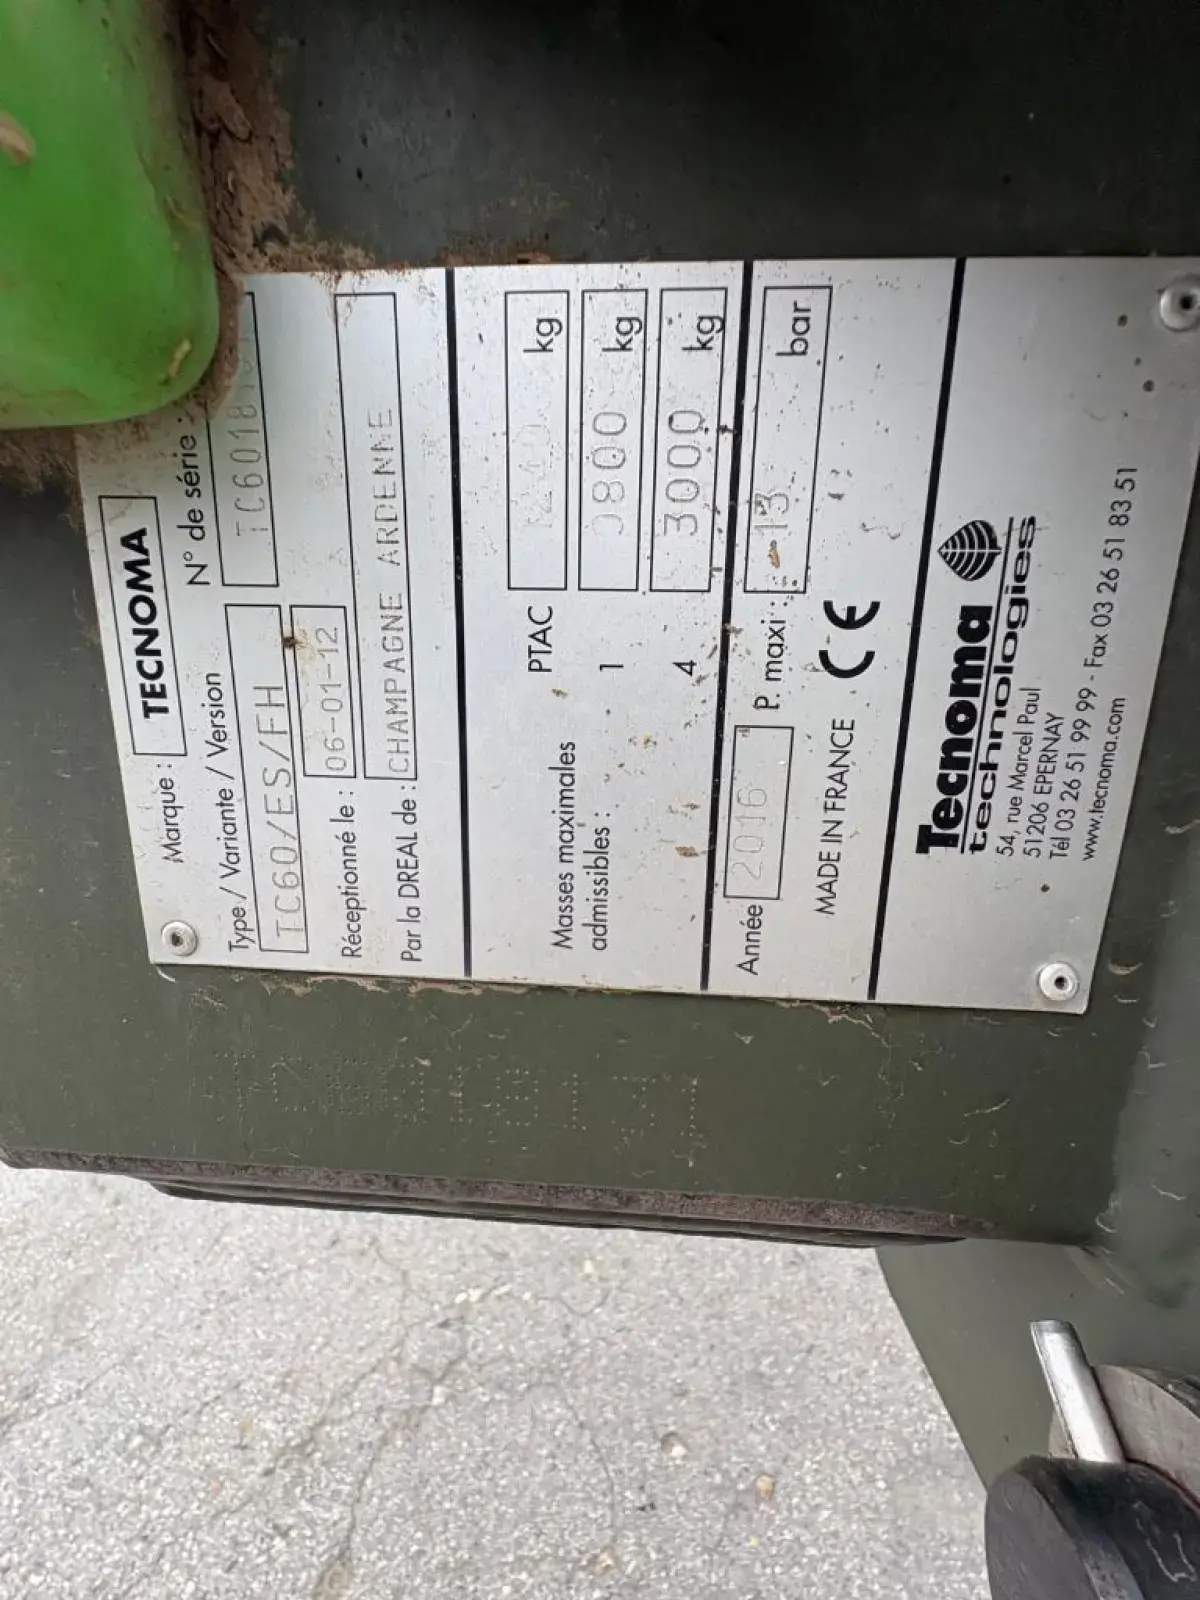 Marque : TECNOMA
N° de série :
Type / Variante / Version
TC60/ES/FH
Réceptionné le : 06-01-12
Par la DREAL de : CHAMPAGNE ARDENNE
PTAC kg
Masses maximales
admissibles :
1 kg
4 3000 kg
Année 2016 P. maxi : 13 bar
MADE IN FRANCE CE
Tecnoma
technologies
54, rue Marcel Paul
51206 EPERNAY
Tél 03 26 51 99 99 - Fax 03 26 51 83 51
www.tecnoma.com